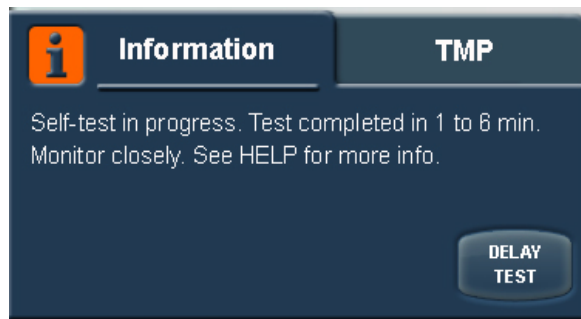 i Information TMP
Self-test in progress. Test completed in 1 to 6 min.
Monitor closely. See HELP for more info.
DELAY
TEST